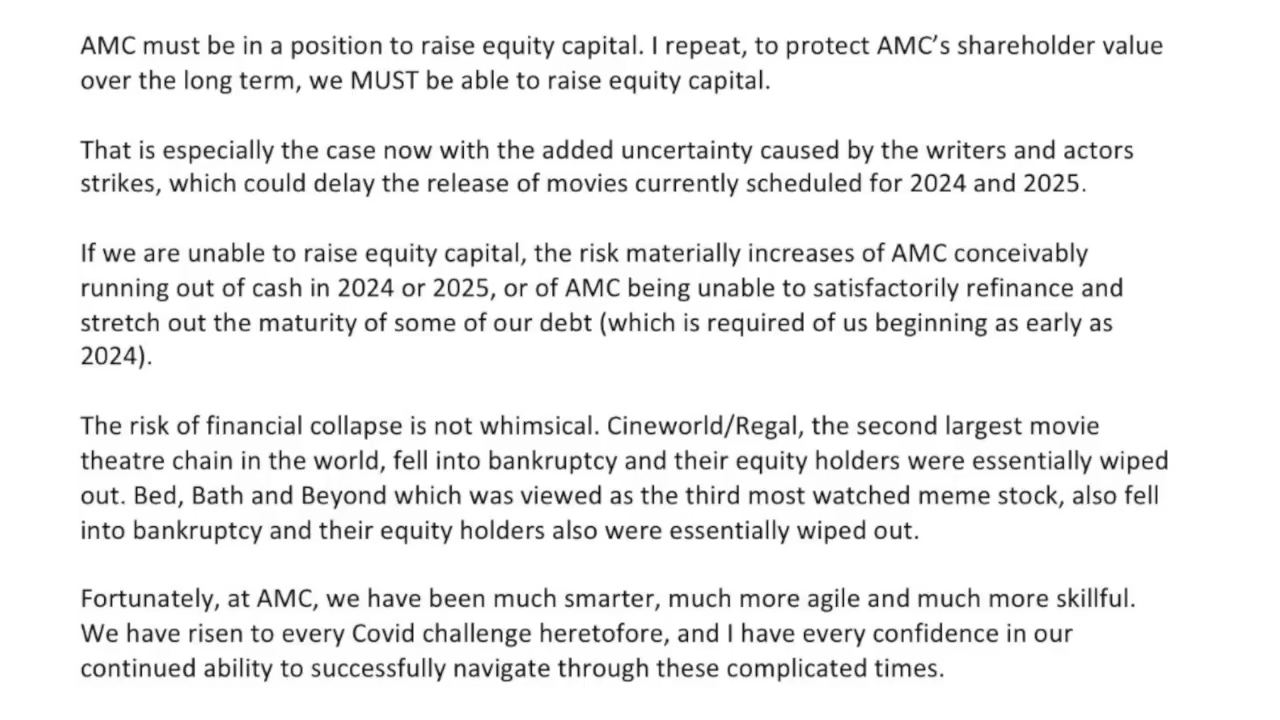 AMC must be in a position to raise equity capital. I repeat, to protect AMC’s shareholder value
over the long term, we MUST be able to raise equity capital.
That is especially the case now with the added uncertainty caused by the writers and actors
strikes, which could delay the release of movies currently scheduled for 2024 and 2025.
If we are unable to raise equity capital, the risk materially increases of AMC conceivably
running out of cash in 2024 or 2025, or of AMC being unable to satisfactorily refinance and
stretch out the maturity of some of our debt (which is required of us beginning as early as
2024).
The risk of financial collapse is not whimsical. Cineworld/Regal, the second largest movie
theatre chain in the world, fell into bankruptcy and their equity holders were essentially wiped
out. Bed, Bath and Beyond which was viewed as the third most watched meme stock, also fell
into bankruptcy and their equity holders also were essentially wiped out.
Fortunately, at AMC, we have been much smarter, much more agile and much more skillful.
We have risen to every Covid challenge heretofore, and I have every confidence in our
continued ability to successfully navigate through these complicated times.